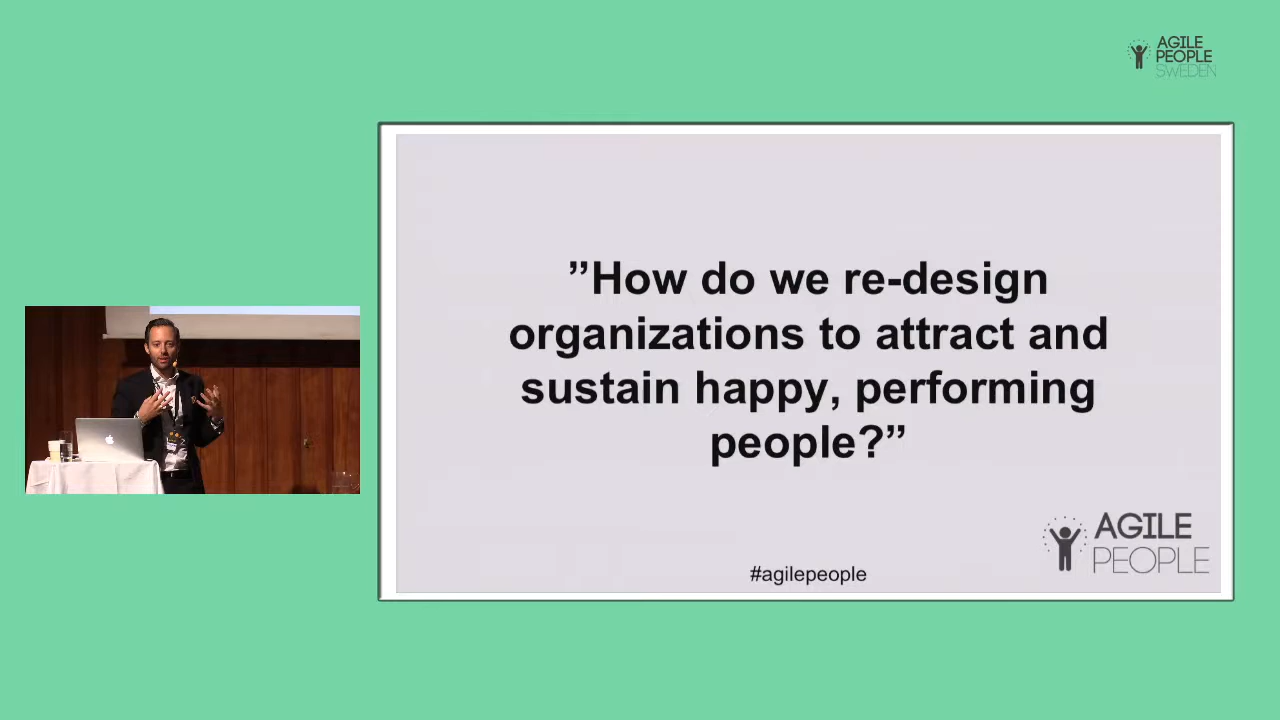 AGILE
PEOPLE
SWEDEN
”How do we re-design
organizations to attract and
sustain happy, performing
people?”
AGILE
PEOPLE
#agilepeople